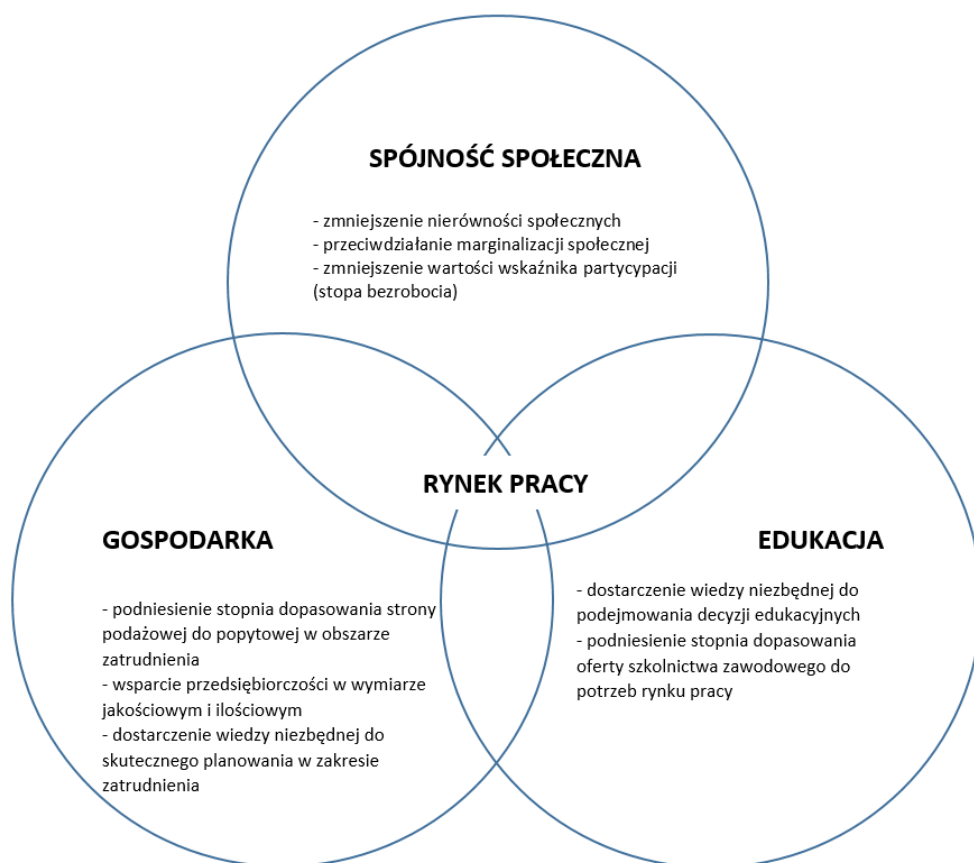 SPÓJNOŚĆ SPOŁECZNA
- zmniejszenie nierówności społecznych
- przeciwdziałanie marginalizacji społecznej
- zmniejszenie wartości wskaźnika partycypacji
(stopa bezrobocia)
RYNEK PRACY
GOSPODARKA
- podniesienie stopnia dopasowania strony
podażowej do popytowej w obszarze
zatrudnienia
- wsparcie przedsiębiorczości w wymiarze
jakościowym i ilościowym
- dostarczenie wiedzy niezbędnej do
skutecznego planowania w zakresie
zatrudnienia
EDUKACJA
- dostarczenie wiedzy niezbędnej do
podejmowania decyzji edukacyjnych
- podniesienie stopnia dopasowania
oferty szkolnictwa zawodowego do
potrzeb rynku pracy